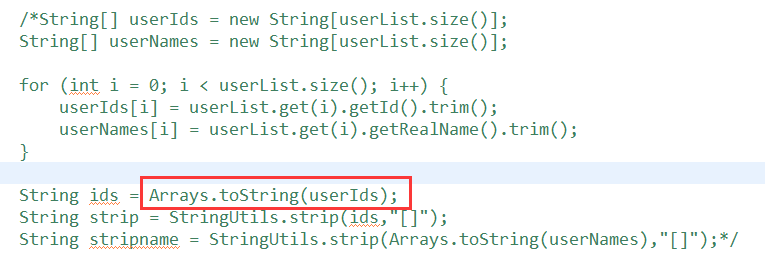 /*String[] userIds = new String[userList.size()];
String[] userNames = new String[userList.size()];
for (int i = 0; i < userList.size(); i++) {
userIds[i] = userList.get(i).getId().trim();
userNames[i] = userList.get(i).getRealName().trim();
}
String ids = Arrays.toString(userIds);
String strip = StringUtils.strip(ids,"[]");
String stripname = StringUtils.strip(Arrays.toString(userNames),"[]");*/